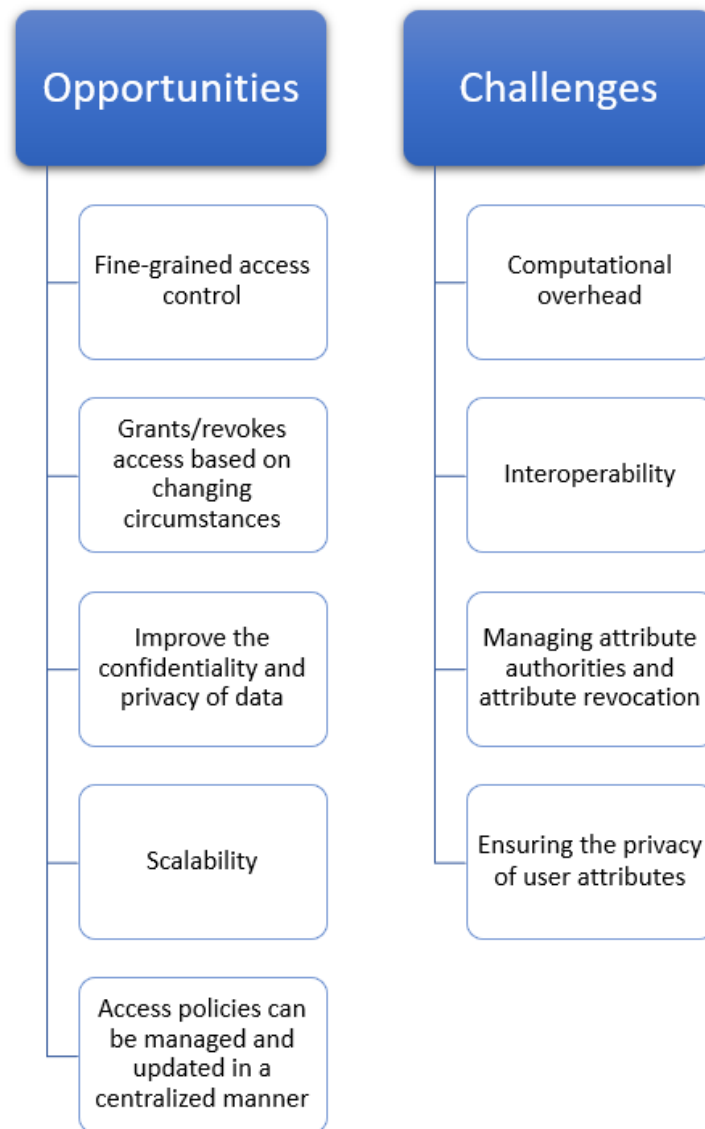 Opportunities
Fine-grained access
control
Grants/revokes
access based on
changing
circumstances
Improve the
confidentiality and
privacy of data
Scalability
Access policies can
be managed and
updated in a
centralized manner
Challenges
Computational
overhead
Interoperability
Managing attribute
authorities and
attribute revocation
Ensuring the privacy
of user attributes